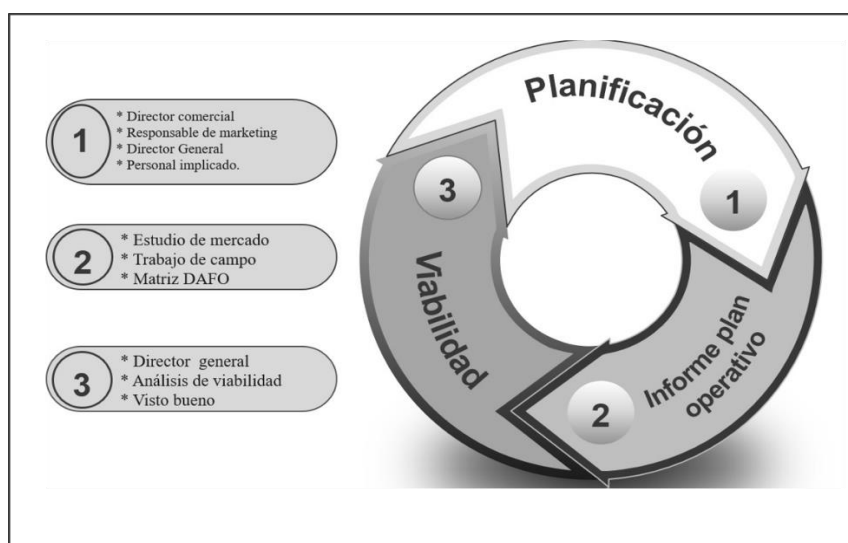 1
* Director comercial
* Responsable de marketing
* Director General
* Personal implicado.
2
* Estudio de mercado
* Trabajo de campo
* Matriz DAFO
3
* Director general
* Análisis de viabilidad
* Visto bueno
Planificación
1
Informe plan
operativo
2
Viabilidad
3